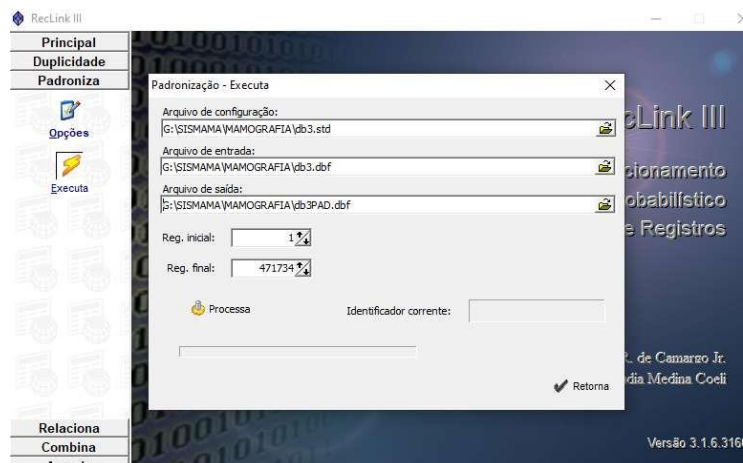 RecLink III
Principal
Duplicidade
Padroniza
Opções
Executa
Relaciona
Combina
Padronização - Executa
Arquivo de configuração:
G:\SISMAMA\MAMOGRAFIA\db3.std
Arquivo de entrada:
G:\SISMAMA\MAMOGRAFIA\db3.dbf
Arquivo de saída:
G:\SISMAMA\MAMOGRAFIA\db3PAD.dbf
Reg. inicial: 1
Reg. final: 471734
Processa
Identificador corrente:
Retorna
cLink III
cionamento
obabilístico
e Registros
R. de Camargo Jr.
dia Medina Coeli
Versão 3.1.6.3160